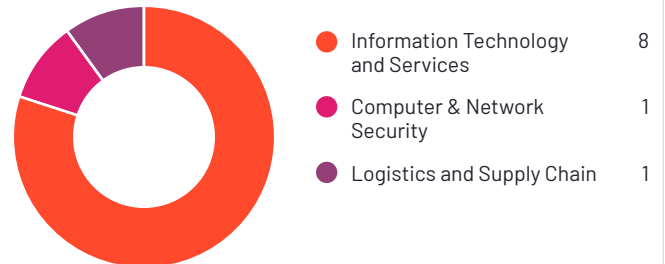 Information Technology 8
and Services
Computer & Network 1
Security
Logistics and Supply Chain 1